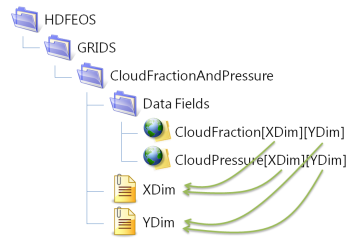 HDFEOS
GRIDS
CloudFractionAndPressure
Data Fields
CloudFraction[XDim][YDim]
CloudPressure[XDim][YDim]
XDim
YDim